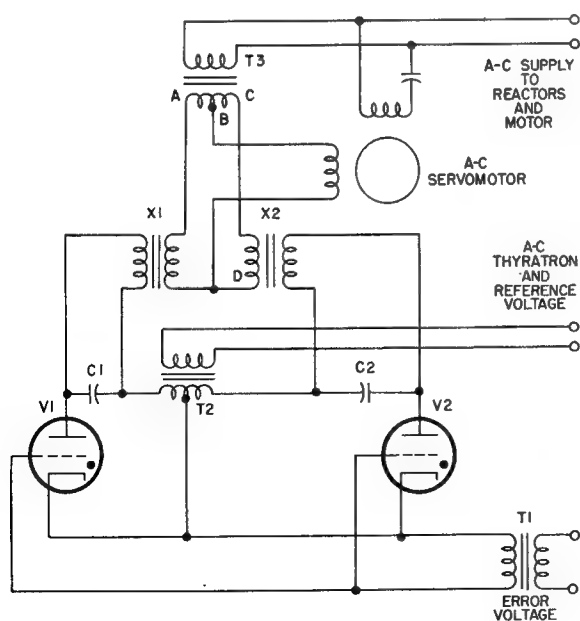 T3
A
C
B
A-C SUPPLY
TO
REACTORS
AND
MOTOR
A-C
SERVOMOTOR
X1
X2
D
A-C
THYRATRON
AND
REFERENCE
VOLTAGE
C1
C2
T2
V1
V2
T1
ERROR
VOLTAGE